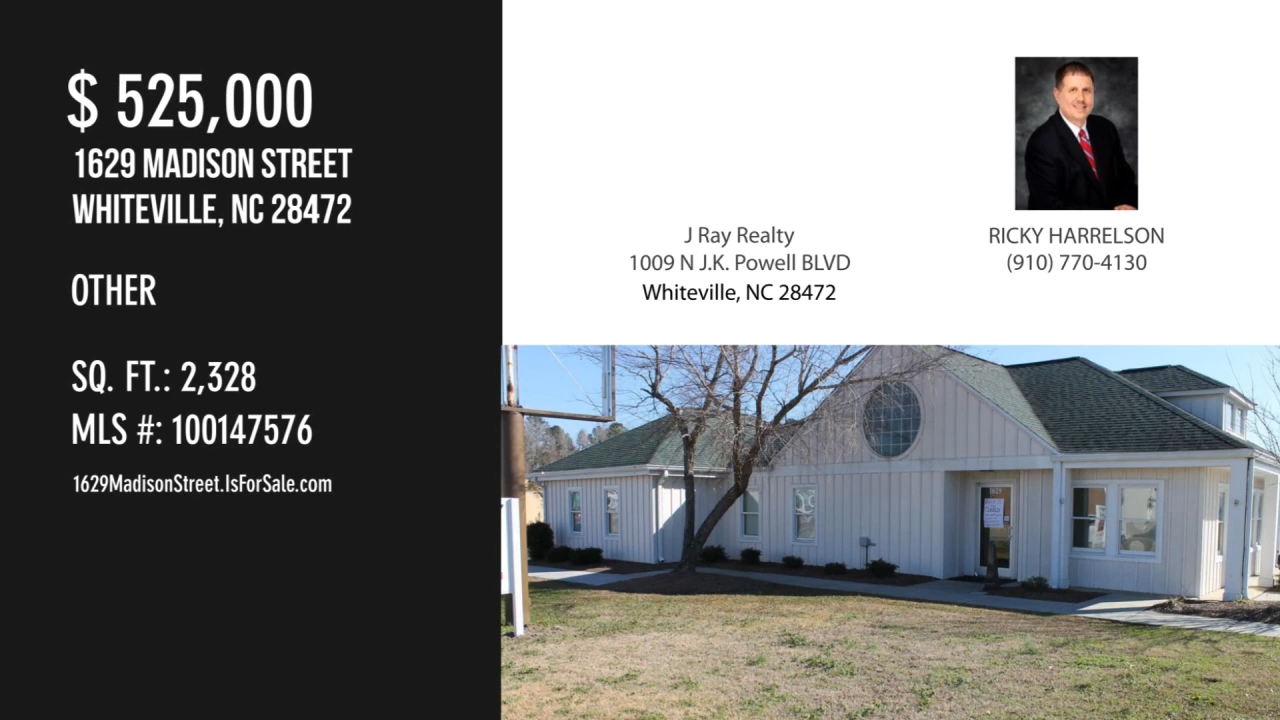 $ 525,000
1629 MADISON STREET
WHITEVILLE, NC 28472
OTHER
SQ. FT.: 2,328
MLS #: 100147576
1629MadisonStreet.IsForSale.com
J Ray Realty
1009 N J.K. Powell BLVD
Whiteville, NC 28472
RICKY HARRELSON
(910) 770-4130
1629